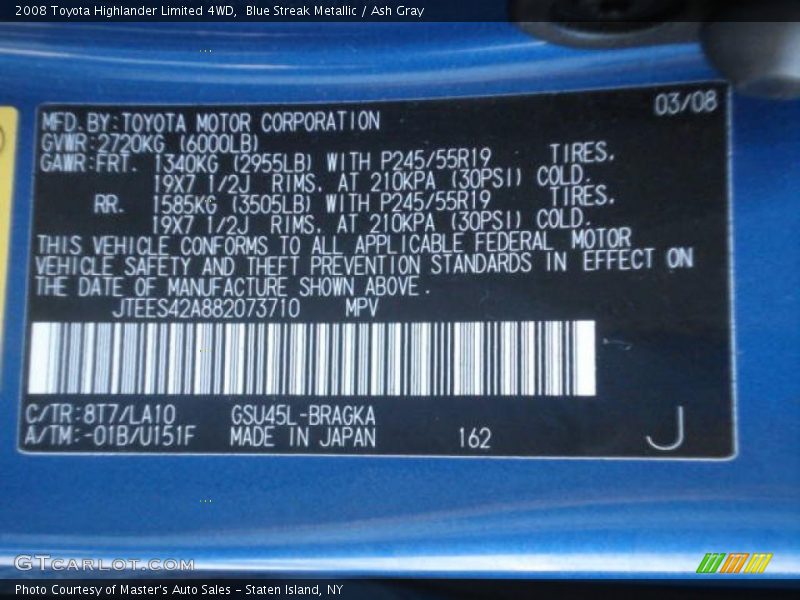 2008 Toyota Highlander Limited 4WD,  Blue Streak Metallic / Ash Gray
03/08
MFD.BY:TOYOTA MOTOR CORPORATION
GVWR:2720KG (6000LB)
GAWR:FRT. 1340KG (2955LB) WITH P245/55R19 TIRES,
19X7 1/2J RIMS, AT 210KPA (30PSI) COLD.
RR. 1585KG (3505LB) WITH P245/55R19 TIRES,
19X7 1/2J RIMS, AT 210KPA (30PSI) COLD.
THIS VEHICLE CONFORMS TO ALL APPLICABLE FEDERAL MOTOR
VEHICLE SAFETY AND THEFT PREVENTION STANDARDS IN EFFECT ON
THE DATE OF MANUFACTURE SHOWN ABOVE.
JTEES42A882073710 MPV
C/TR:8T7/LA10 GSU45L-BRAGKA
A/TM:-01B/U151F MADE IN JAPAN 162 J
GTCarLot.com
Photo Courtesy of Master's Auto Sales - Staten Island, NY